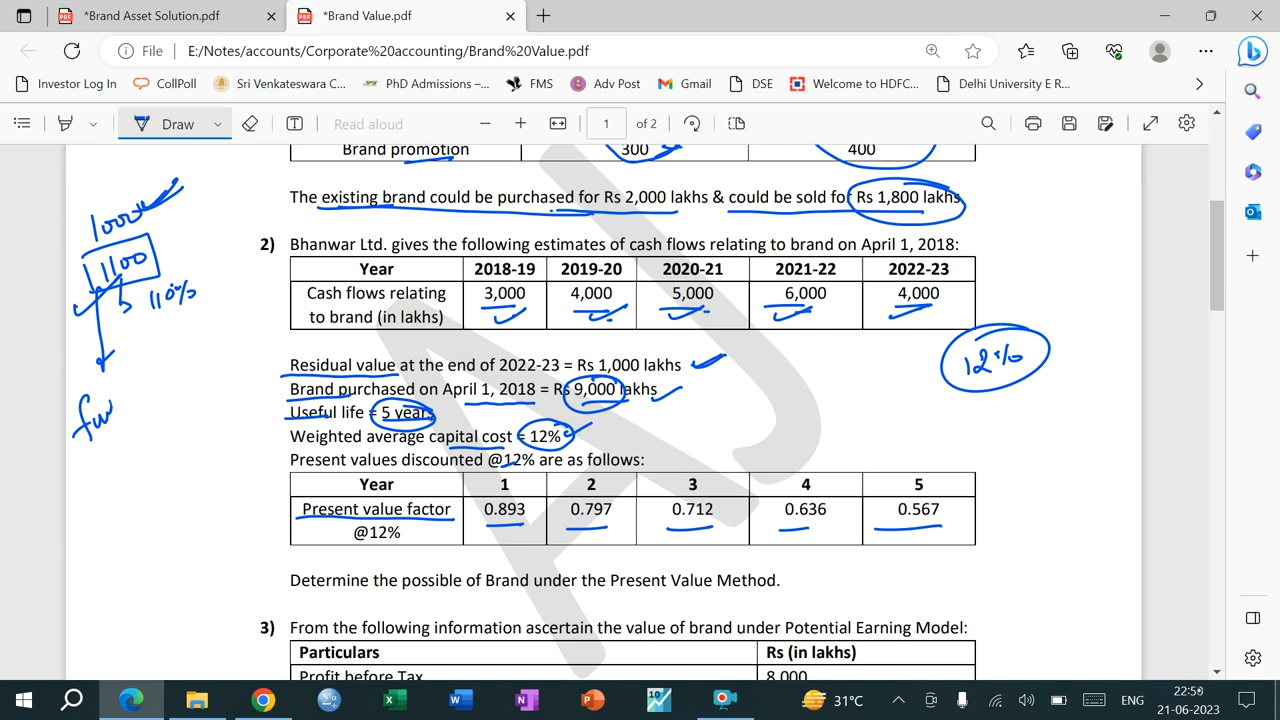 *Brand Asset Solution.pdf
*Brand Value.pdf
File E:/Notes/accounts/Corporate%20accounting/Brand%20Value.pdf
Investor Log In CollPoll Sri Venkateswara C... PhD Admissions –... FMS Adv Post Gmail DSE Welcome to HDFC... Delhi University E R...
Draw Read aloud 1 of 2
Brand promotion 300 400
The existing brand could be purchased for Rs 2,000 lakhs & could be sold for Rs 1,800 lakhs
1000
1100
110%
2) Bhanwar Ltd. gives the following estimates of cash flows relating to brand on April 1, 2018:
Year 2018-19 2019-20 2020-21 2021-22 2022-23
Cash flows relating 3,000 4,000 5,000 6,000 4,000
to brand (in lakhs)
12%
Residual value at the end of 2022-23 = Rs 1,000 lakhs
Brand purchased on April 1, 2018 = Rs 9,000 lakhs
Useful life = 5 years
Weighted average capital cost = 12%
Present values discounted @12% are as follows:
Year 1 2 3 4 5
Present value factor 0.893 0.797 0.712 0.636 0.567
@12%
Determine the possible of Brand under the Present Value Method.
3) From the following information ascertain the value of brand under Potential Earning Model:
Particulars Rs (in lakhs)
Profit before Tax 8,000
31°C ENG 22:50
21-06-2023